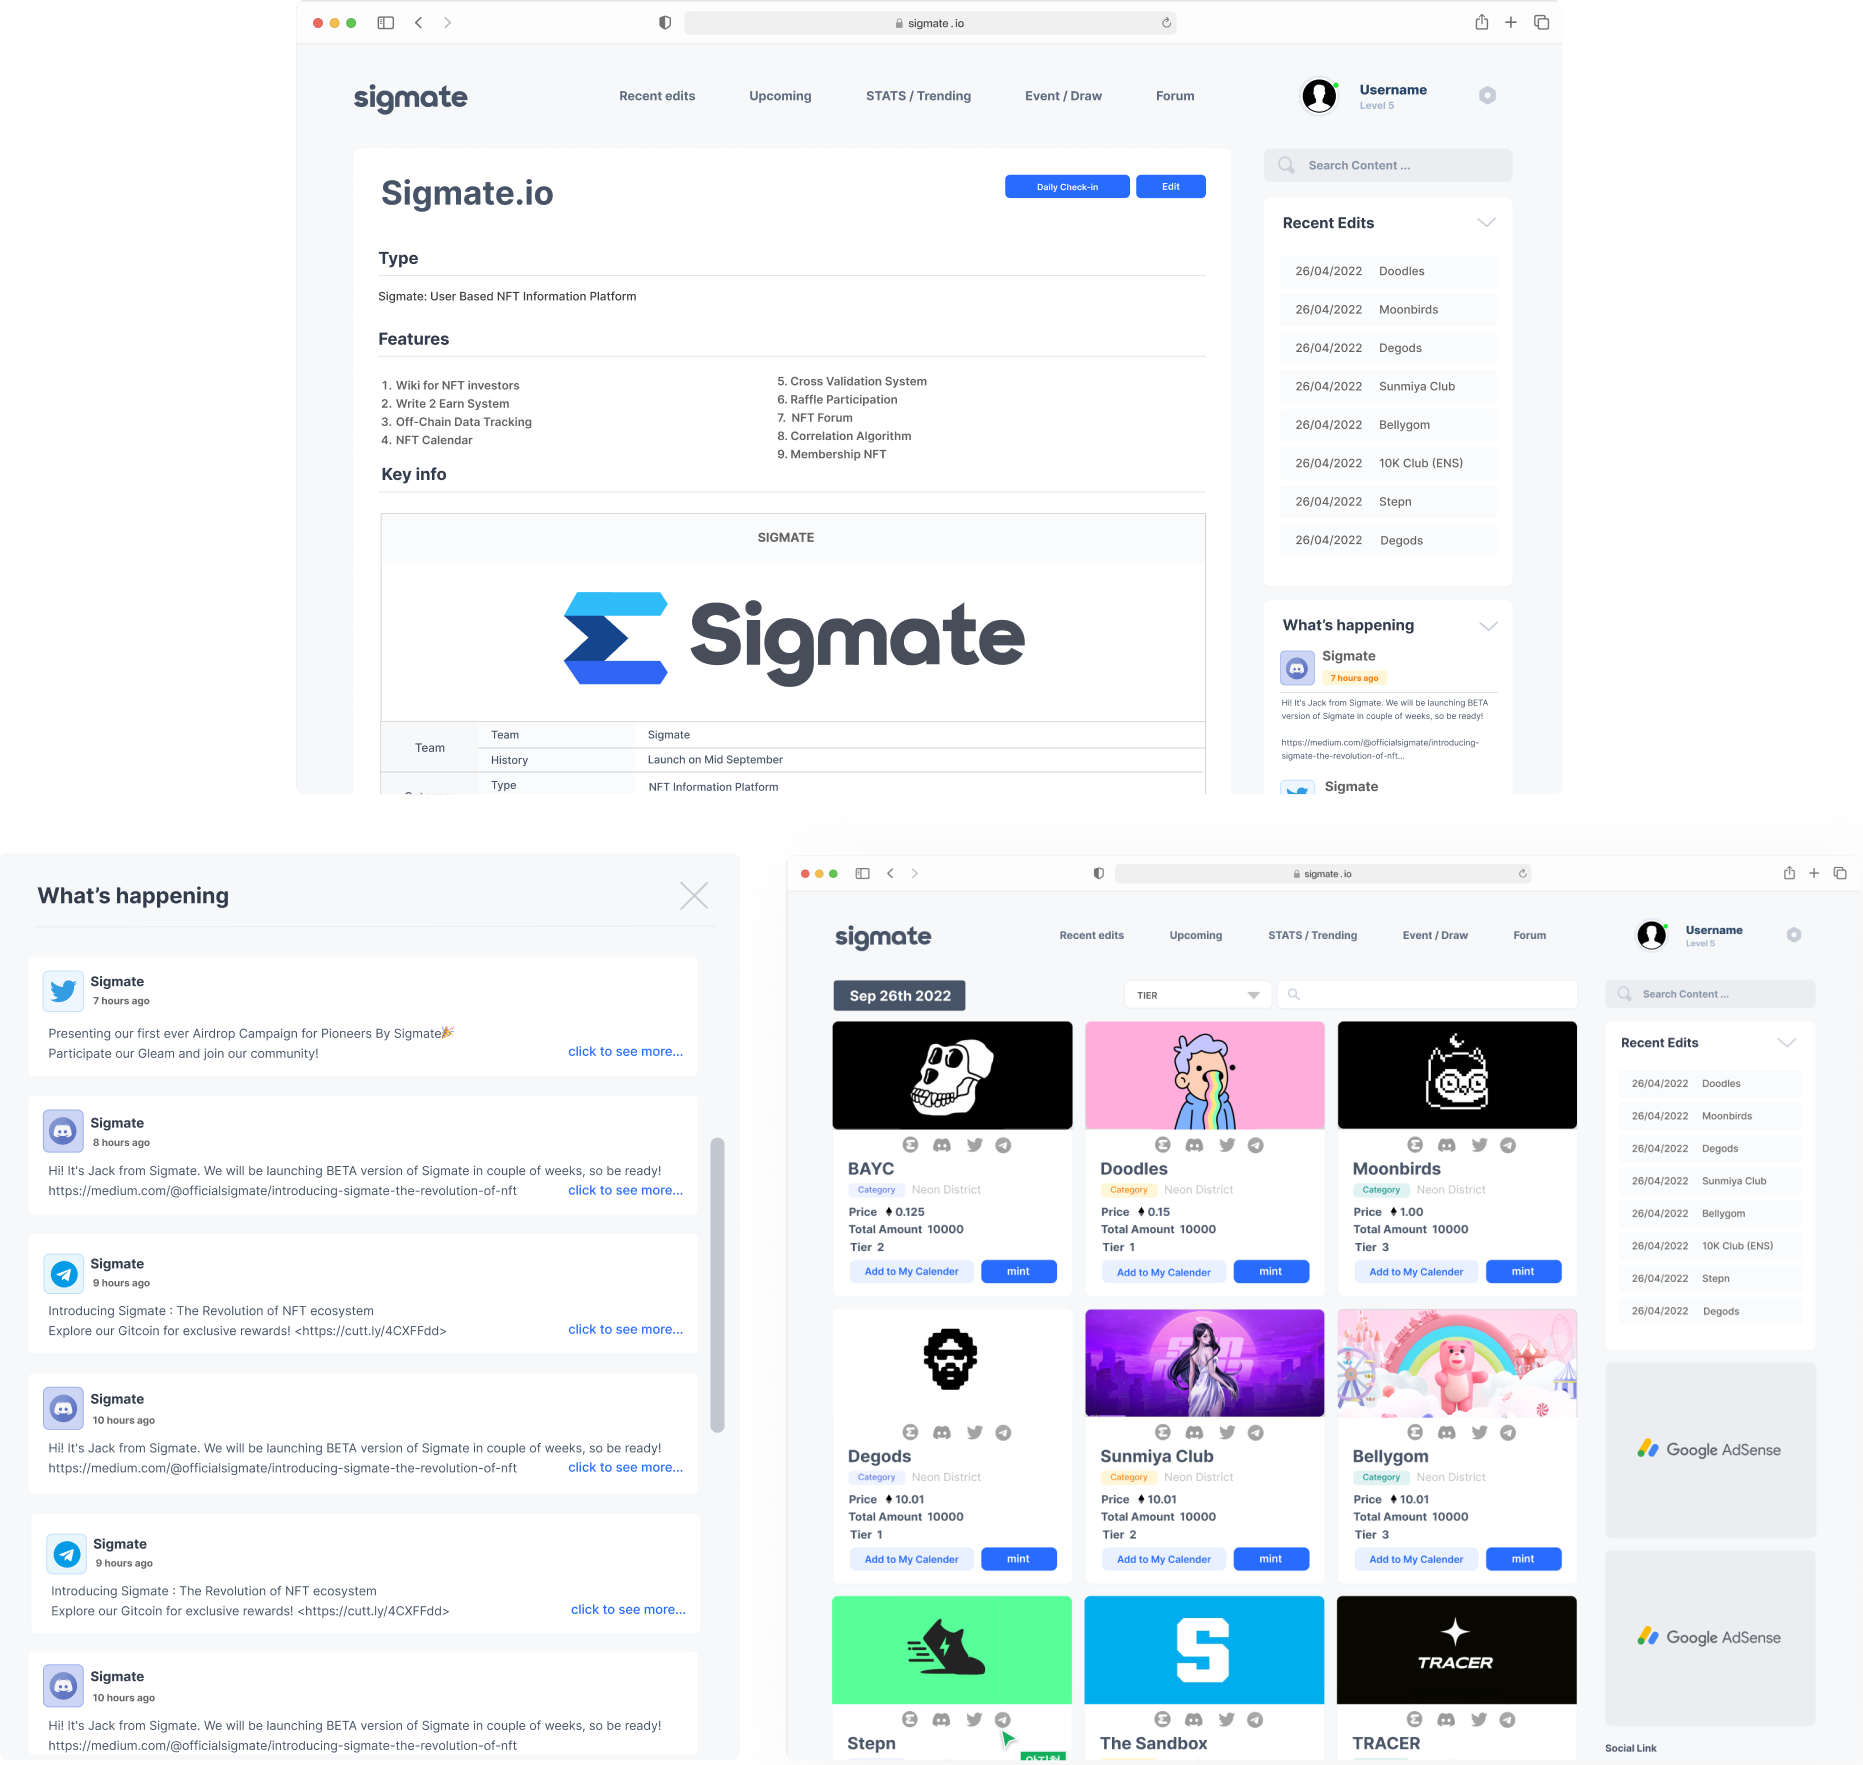 sigmate.io
sigmate
Recent edits
Upcoming
STATS / Trending
Event / Draw
Forum
Username
Level 5
Sigmate.io
Daily Check-in
Edit
Type
Sigmate: User Based NFT Information Platform
Features
1. Wiki for NFT investors
2. Write 2 Earn System
3. Off-Chain Data Tracking
4. NFT Calendar
5. Cross Validation System
6. Raffle Participation
7. NFT Forum
8. Correlation Algorithm
9. Membership NFT
Key info
SIGMATE
Sigmate
Team
Team
Sigmate
History
Launch on Mid September
Type
NFT Information Platform
Search Content ...
Recent Edits
26/04/2022 Doodles
26/04/2022 Moonbirds
26/04/2022 Degods
26/04/2022 Sunmiya Club
26/04/2022 Bellygom
26/04/2022 10K Club (ENS)
26/04/2022 Stepn
26/04/2022 Degods
What's happening
Sigmate
7 hours ago
Hi! It's Jack from Sigmate. We will be launching BETA
version of Sigmate in couple of weeks, so be ready!
https://medium.com/@officialsigmate/introducing-
sigmate-the-revolution-of-nft...
Sigmate
What's happening
Sigmate
7 hours ago
Presenting our first ever Airdrop Campaign for Pioneers By Sigmate🎉
Participate our Gleam and join our community!
click to see more...
Sigmate
8 hours ago
Hi! It's Jack from Sigmate. We will be launching BETA version of Sigmate in couple of weeks, so be ready!
https://medium.com/@officialsigmate/introducing-sigmate-the-revolution-of-nft
click to see more...
Sigmate
9 hours ago
Introducing Sigmate : The Revolution of NFT ecosystem
Explore our Gitcoin for exclusive rewards! <https://cutt.ly/4CXFFdd>
click to see more...
Sigmate
10 hours ago
Hi! It's Jack from Sigmate. We will be launching BETA version of Sigmate in couple of weeks, so be ready!
https://medium.com/@officialsigmate/introducing-sigmate-the-revolution-of-nft
click to see more...
Sigmate
9 hours ago
Introducing Sigmate : The Revolution of NFT ecosystem
Explore our Gitcoin for exclusive rewards! <https://cutt.ly/4CXFFdd>
click to see more...
Sigmate
10 hours ago
Hi! It's Jack from Sigmate. We will be launching BETA version of Sigmate in couple of weeks, so be ready!
https://medium.com/@officialsigmate/introducing-sigmate-the-revolution-of-nft
sigmate.io
sigmate
Recent edits
Upcoming
STATS / Trending
Event / Draw
Forum
Username
Level 5
Sep 26th 2022
TIER
BAYC
Category Neon District
Price 0.125
Total Amount 10000
Tier 2
Add to My Calender
mint
Doodles
Category Neon District
Price 0.15
Total Amount 10000
Tier 1
Add to My Calender
mint
Moonbirds
Category Neon District
Price 1.00
Total Amount 10000
Tier 3
Add to My Calender
mint
Degods
Category Neon District
Price 10.01
Total Amount 10000
Tier 1
Add to My Calender
mint
Sunmiya Club
Category Neon District
Price 10.01
Total Amount 10000
Tier 2
Add to My Calender
mint
Bellygom
Category Neon District
Price 10.01
Total Amount 10000
Tier 3
Add to My Calender
mint
Stepn
S
The Sandbox
TRACER
TRACER
Search Content ...
Recent Edits
26/04/2022 Doodles
26/04/2022 Moonbirds
26/04/2022 Degods
26/04/2022 Sunmiya Club
26/04/2022 Bellygom
26/04/2022 10K Club (ENS)
26/04/2022 Stepn
26/04/2022 Degods
Google AdSense
Google AdSense
Social Link